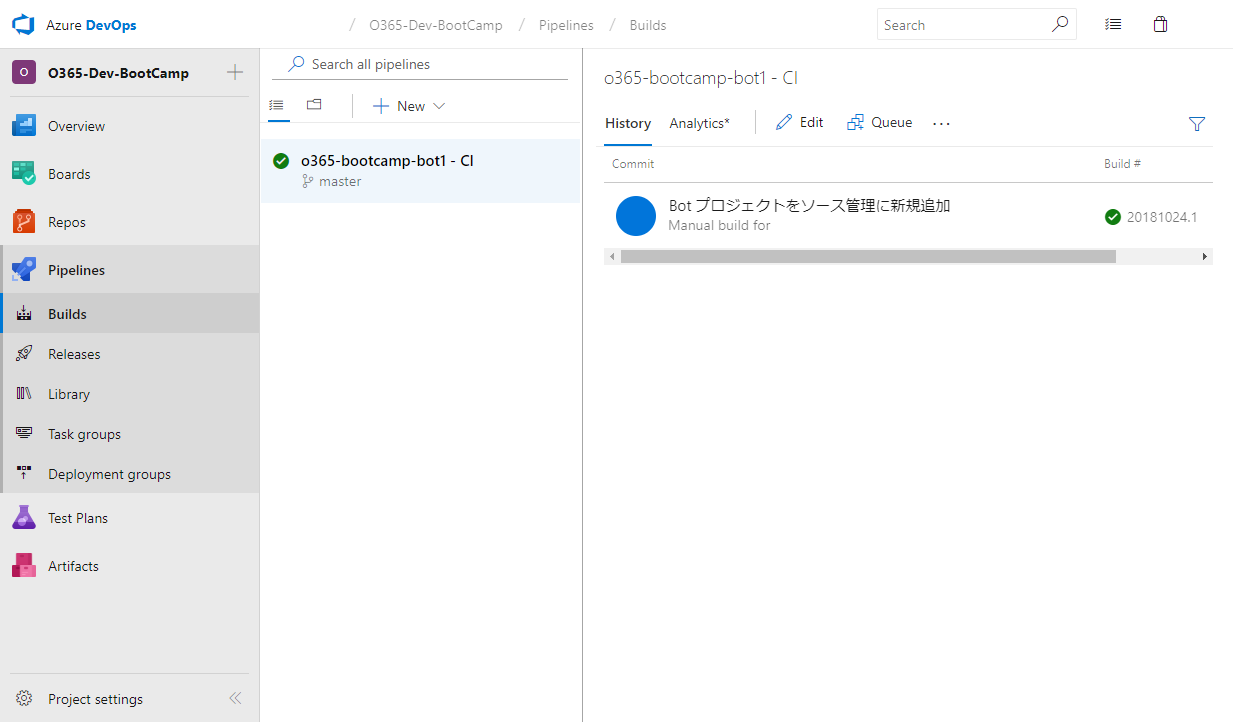 Azure DevOps / O365-Dev-BootCamp / Pipelines / Builds
Search
O O365-Dev-BootCamp
Overview
Boards
Repos
Pipelines
Builds
Releases
Library
Task groups
Deployment groups
Test Plans
Artifacts
Project settings
Search all pipelines
New
o365-bootcamp-bot1 - CI
master
o365-bootcamp-bot1 - CI
History Analytics* Edit Queue ...
Commit Build #
Bot プロジェクトをソース管理に新規追加
Manual build for
20181024.1